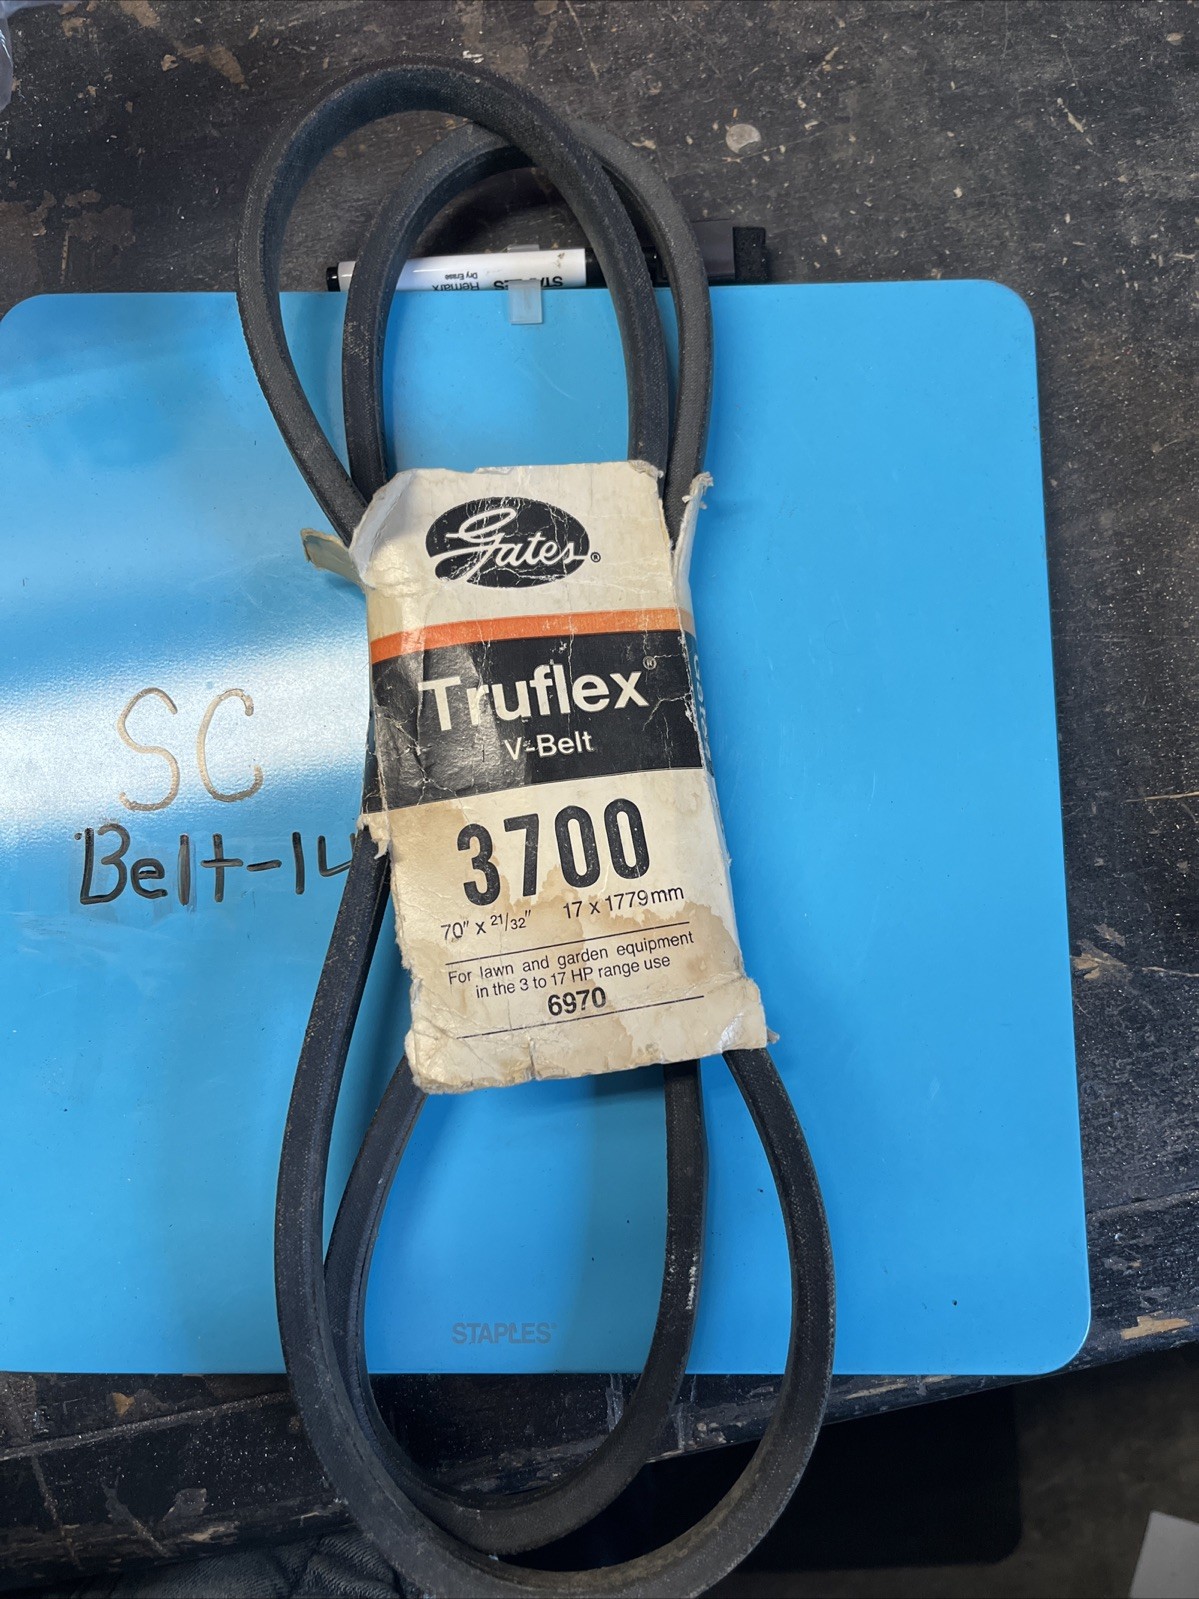 STAPLES
Remarx
Dry Erase
Gates®
Truflex®
V-Belt
3700
70" x 21/32" 17 x 1779mm
For lawn and garden equipment
in the 3 to 17 HP range use
6970
SC
Belt-14
STAPLES